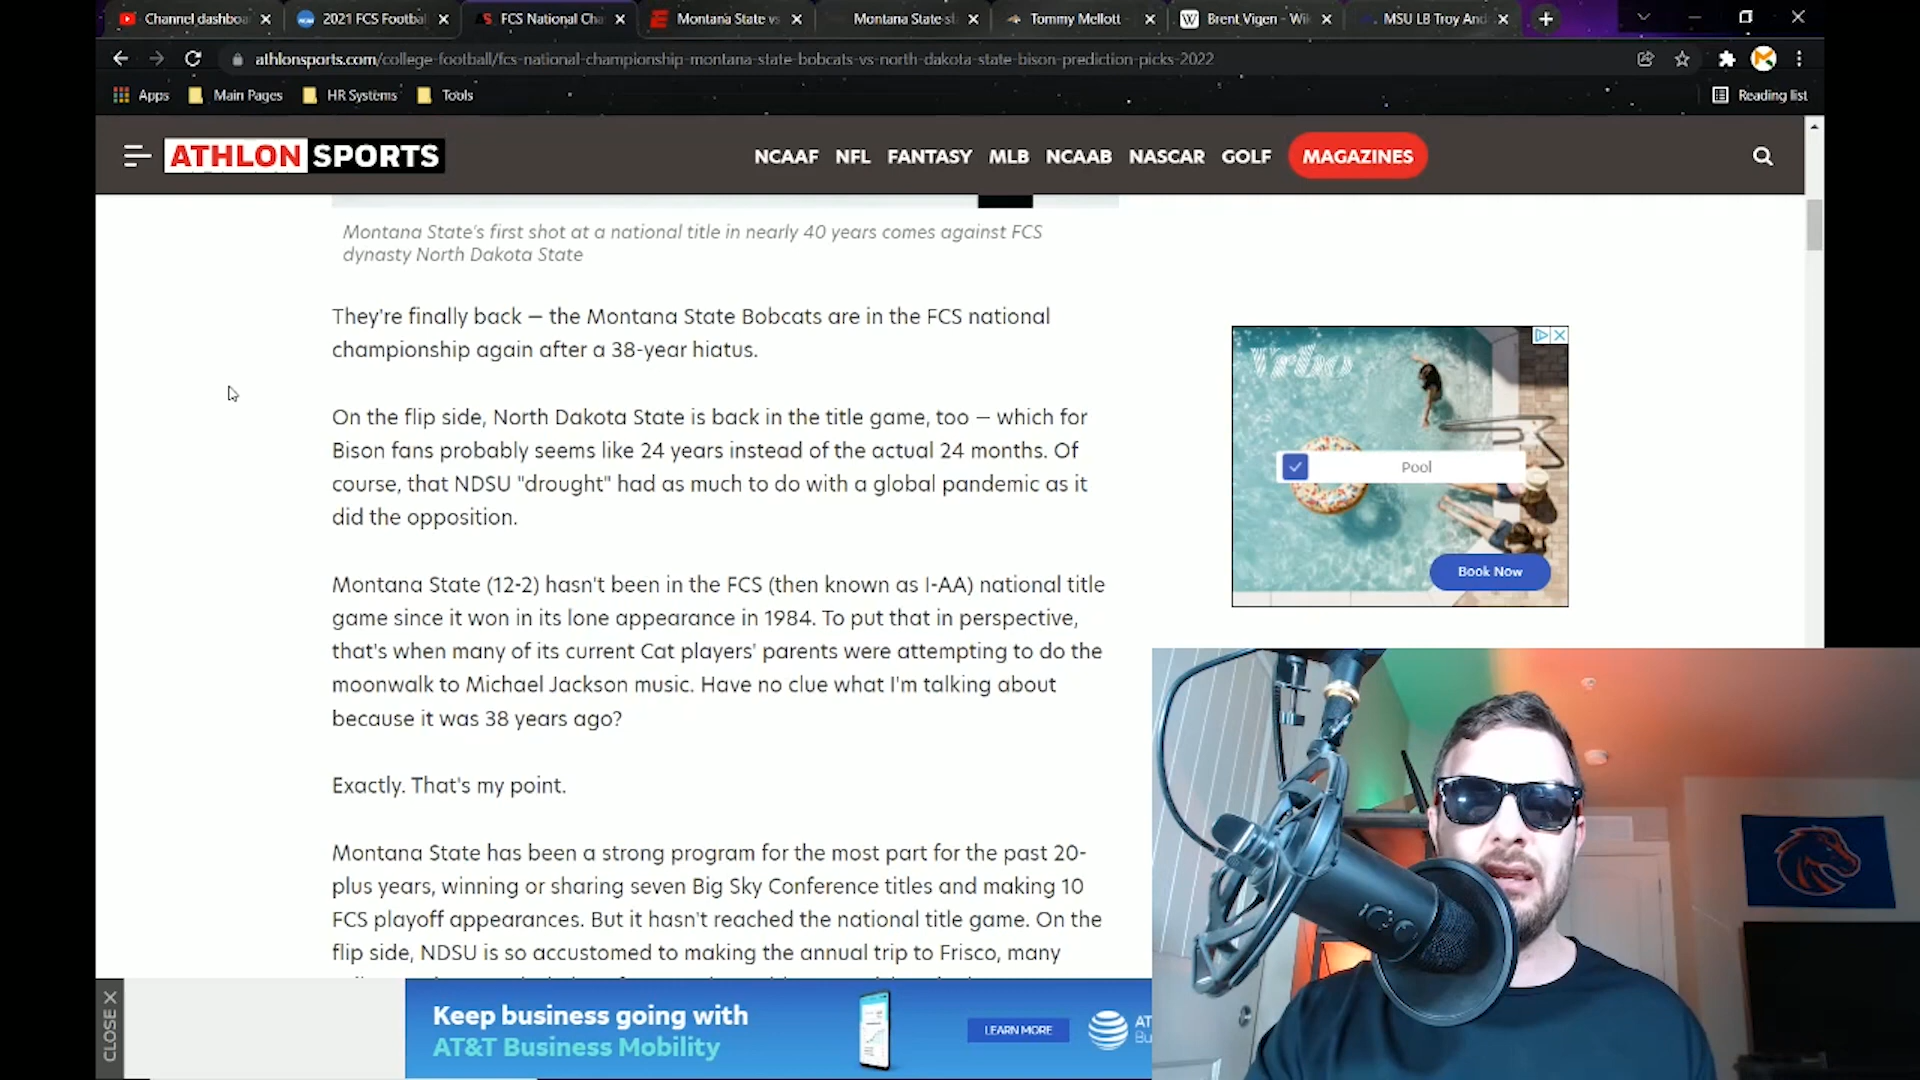 Channel dashboa
2021 FCS Footba
FCS National Cha
Montana State vs
Montana State-s
Tommy Mellott
Brent Vigen - Wi
MSU LB Troy And
athlonsports.com/college-football/fcs-national-championship-montana-state-bobcats-vs-north-dakota-state-bison-prediction-picks-2022
Apps
Main Pages
HR Systems
Tools
Reading list
ATHLON SPORTS
NCAAF NFL FANTASY MLB NCAAB NASCAR GOLF MAGAZINES
Montana State's first shot at a national title in nearly 40 years comes against FCS
dynasty North Dakota State
They're finally back — the Montana State Bobcats are in the FCS national
championship again after a 38-year hiatus.
On the flip side, North Dakota State is back in the title game, too — which for
Bison fans probably seems like 24 years instead of the actual 24 months. Of
course, that NDSU "drought" had as much to do with a global pandemic as it
did the opposition.
Montana State (12-2) hasn't been in the FCS (then known as I-AA) national title
game since it won in its lone appearance in 1984. To put that in perspective,
that's when many of its current Cat players' parents were attempting to do the
moonwalk to Michael Jackson music. Have no clue what I'm talking about
because it was 38 years ago?
Exactly. That's my point.
Montana State has been a strong program for the most part for the past 20-
plus years, winning or sharing seven Big Sky Conference titles and making 10
FCS playoff appearances. But it hasn't reached the national title game. On the
flip side, NDSU is so accustomed to making the annual trip to Frisco, many
Vrbo
Pool
Book Now
CLOSE X
Keep business going with
AT&T Business Mobility
LEARN MORE
AT
Bu